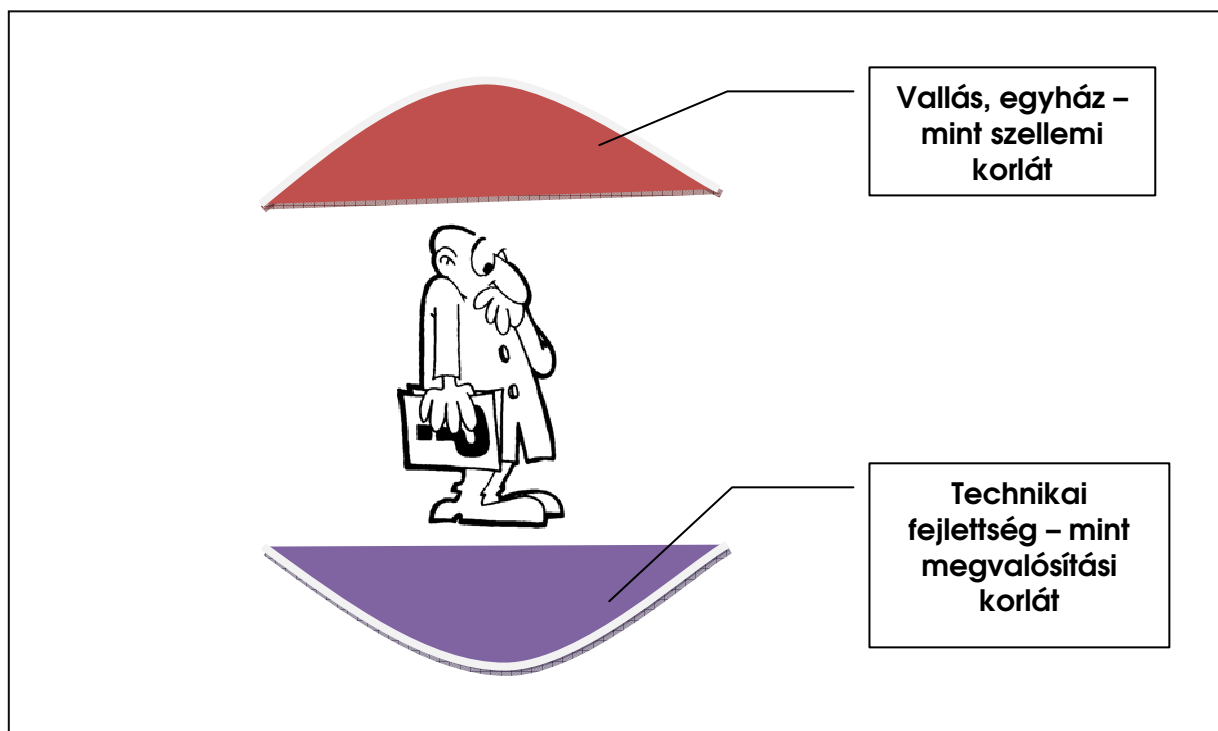 Vallás, egyház –
mint szellemi
korlát
Technikai
fejlettség – mint
megvalósítási
korlát